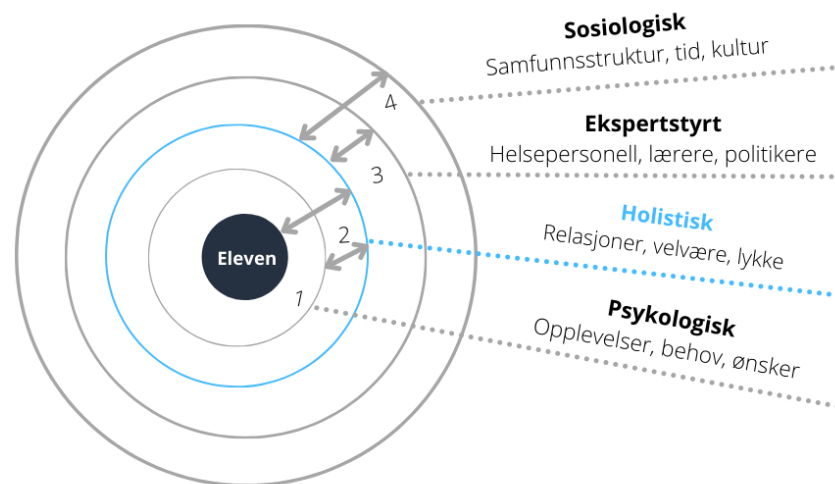 Sosiologisk
Samfunnsstruktur, tid, kultur
4
Ekspertstyrt
Helsepersonell, lærere, politikere
3
Holistisk
Relasjoner, velvære, lykke
2
Eleven
1
Psykologisk
Opplevelser, behov, ønsker